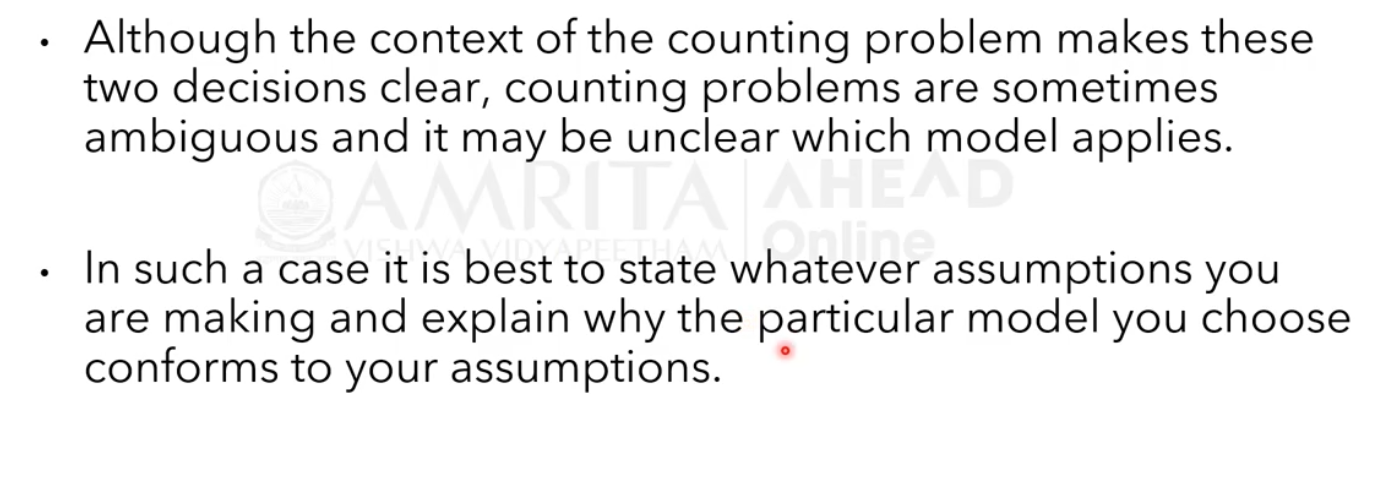 • Although the context of the counting problem makes these
two decisions clear, counting problems are sometimes
ambiguous and it may be unclear which model applies.
AMRITA AHEAD
VISHWA VIDYAPEETHAM Online
• In such a case it is best to state whatever assumptions you
are making and explain why the particular model you choose
conforms to your assumptions.